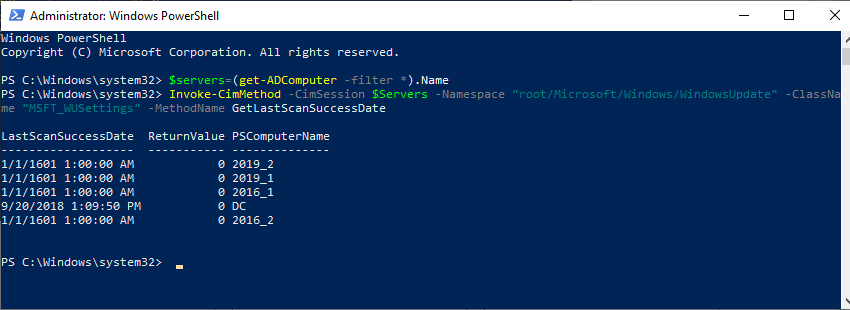 Administrator: Windows PowerShell
Windows PowerShell
Copyright (C) Microsoft Corporation. All rights reserved.
PS C:\Windows\system32> $servers=(get-ADComputer -filter *).Name
PS C:\Windows\system32> Invoke-CimMethod -CimSession $Servers -Namespace "root/Microsoft/Windows/WindowsUpdate" -ClassNa
me "MSFT_WUSettings" -MethodName GetLastScanSuccessDate
LastScanSuccessDate ReturnValue PSComputerName
------------------- ----------- --------------
1/1/1601 1:00:00 AM 0 2019_2
1/1/1601 1:00:00 AM 0 2019_1
1/1/1601 1:00:00 AM 0 2016_1
9/20/2018 1:09:50 PM 0 DC
1/1/1601 1:00:00 AM 0 2016_2
PS C:\Windows\system32>